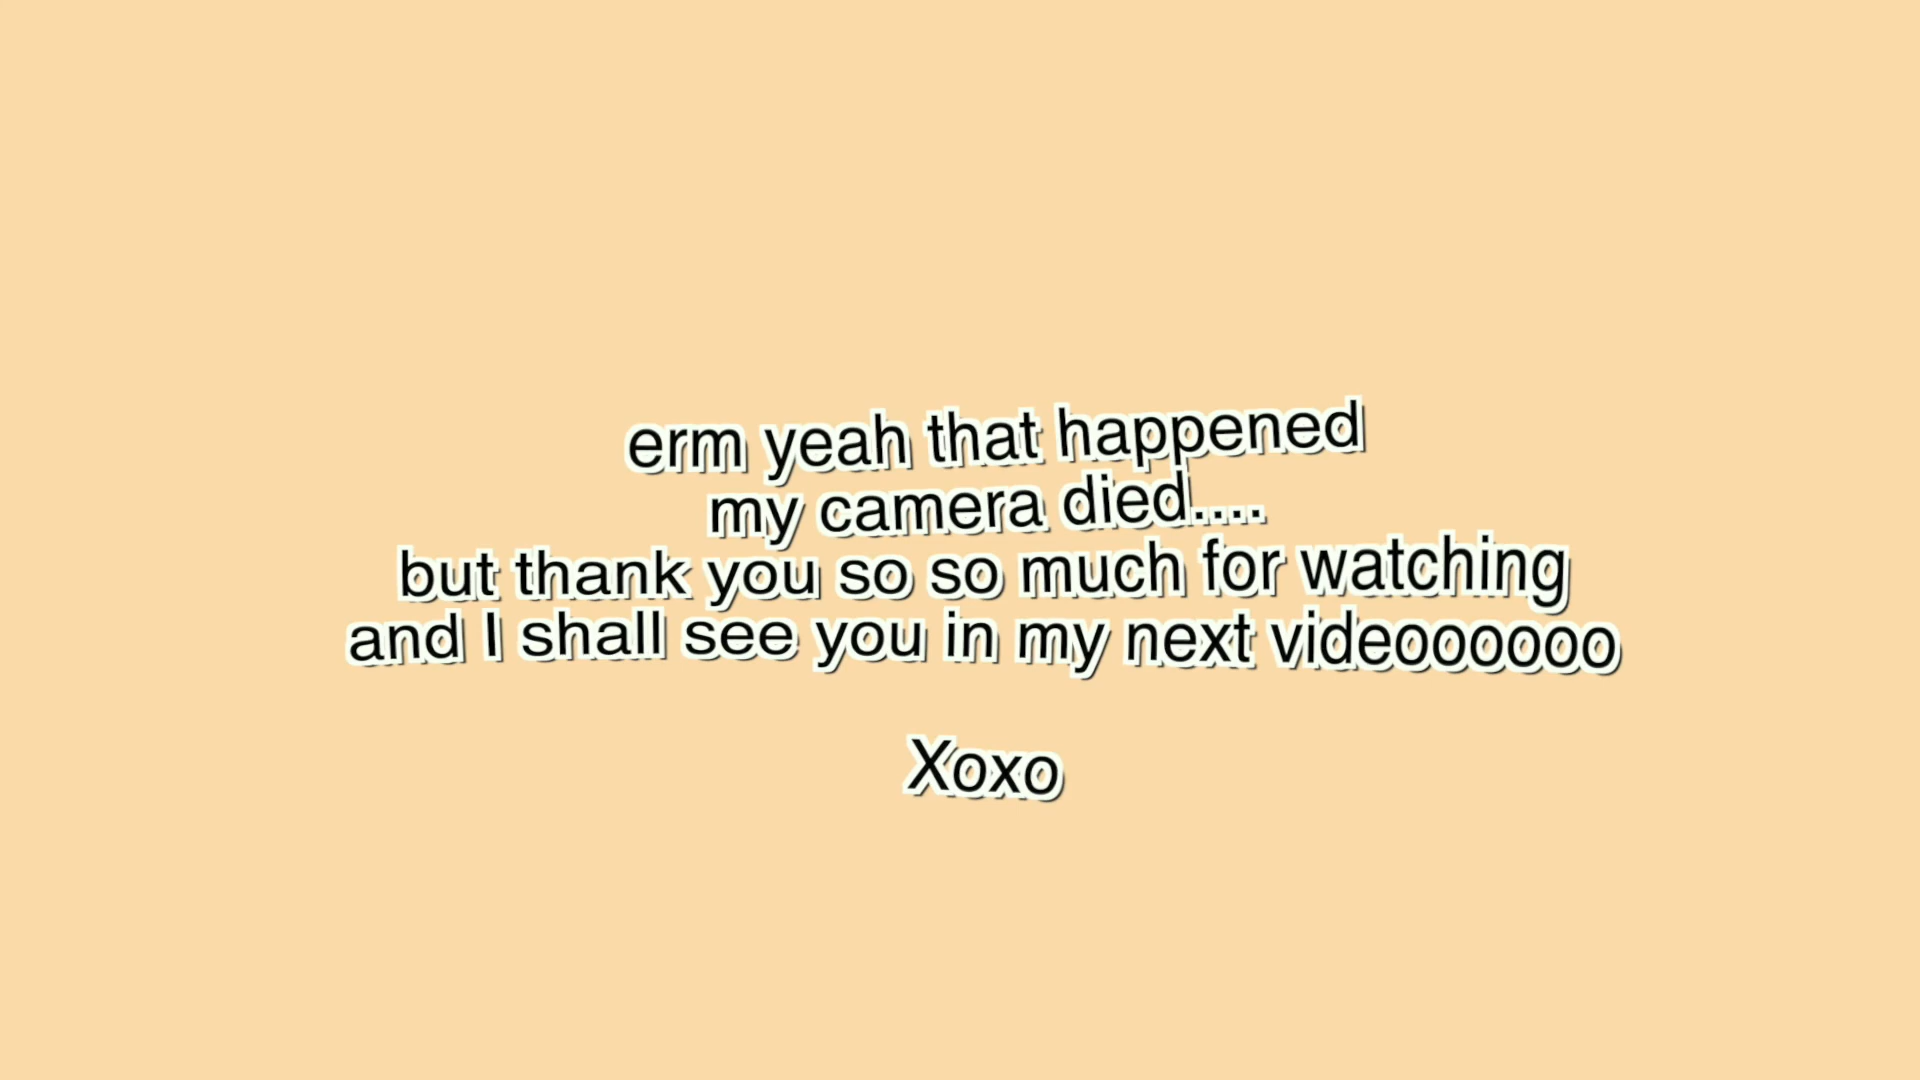 erm yeah that happened
my camera died....
but thank you so so much for watching
and I shall see you in my next videoooooo
Xoxo